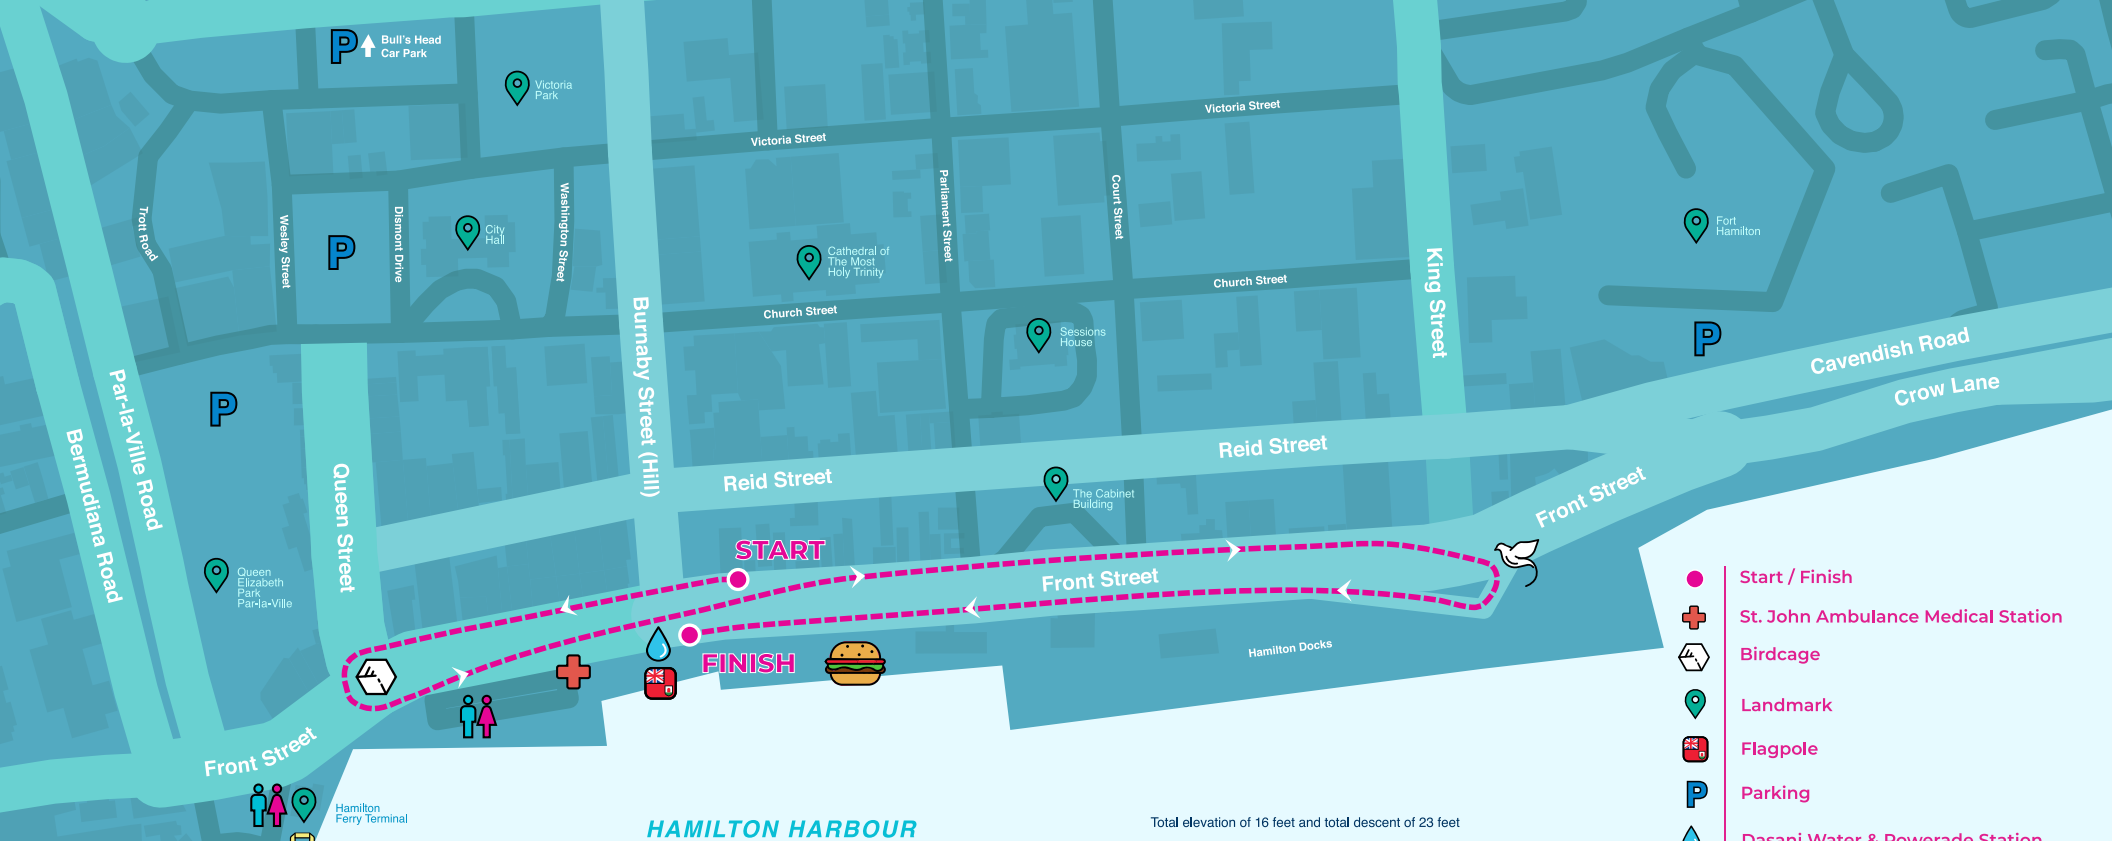 P
Bull's Head
Car Park
Victoria
Park
Victoria Street
Victoria Street
Trott Road
Wesley Street
P
Dismont Drive
City
Hall
Washington Street
Burnaby Street (Hill)
Cathedral of
The Most
Holy Trinity
Parliament Street
Court Street
Church Street
Church Street
Sessions
House
King Street
Fort
Hamilton
P
Cavendish Road
Crow Lane
Par-la-Ville Road
Bermudiana Road
P
Queen Street
Reid Street
Reid Street
The Cabinet
Building
Front Street
Queen
Elizabeth
Park
Par-la-Ville
START
Front Street
FINISH
Hamilton Docks
Front Street
Hamilton
Ferry Terminal
HAMILTON HARBOUR
Total elevation of 16 feet and total descent of 23 feet
Start / Finish
St. John Ambulance Medical Station
Birdcage
Landmark
Flagpole
P
Parking
Dasani Water & Powerade Station